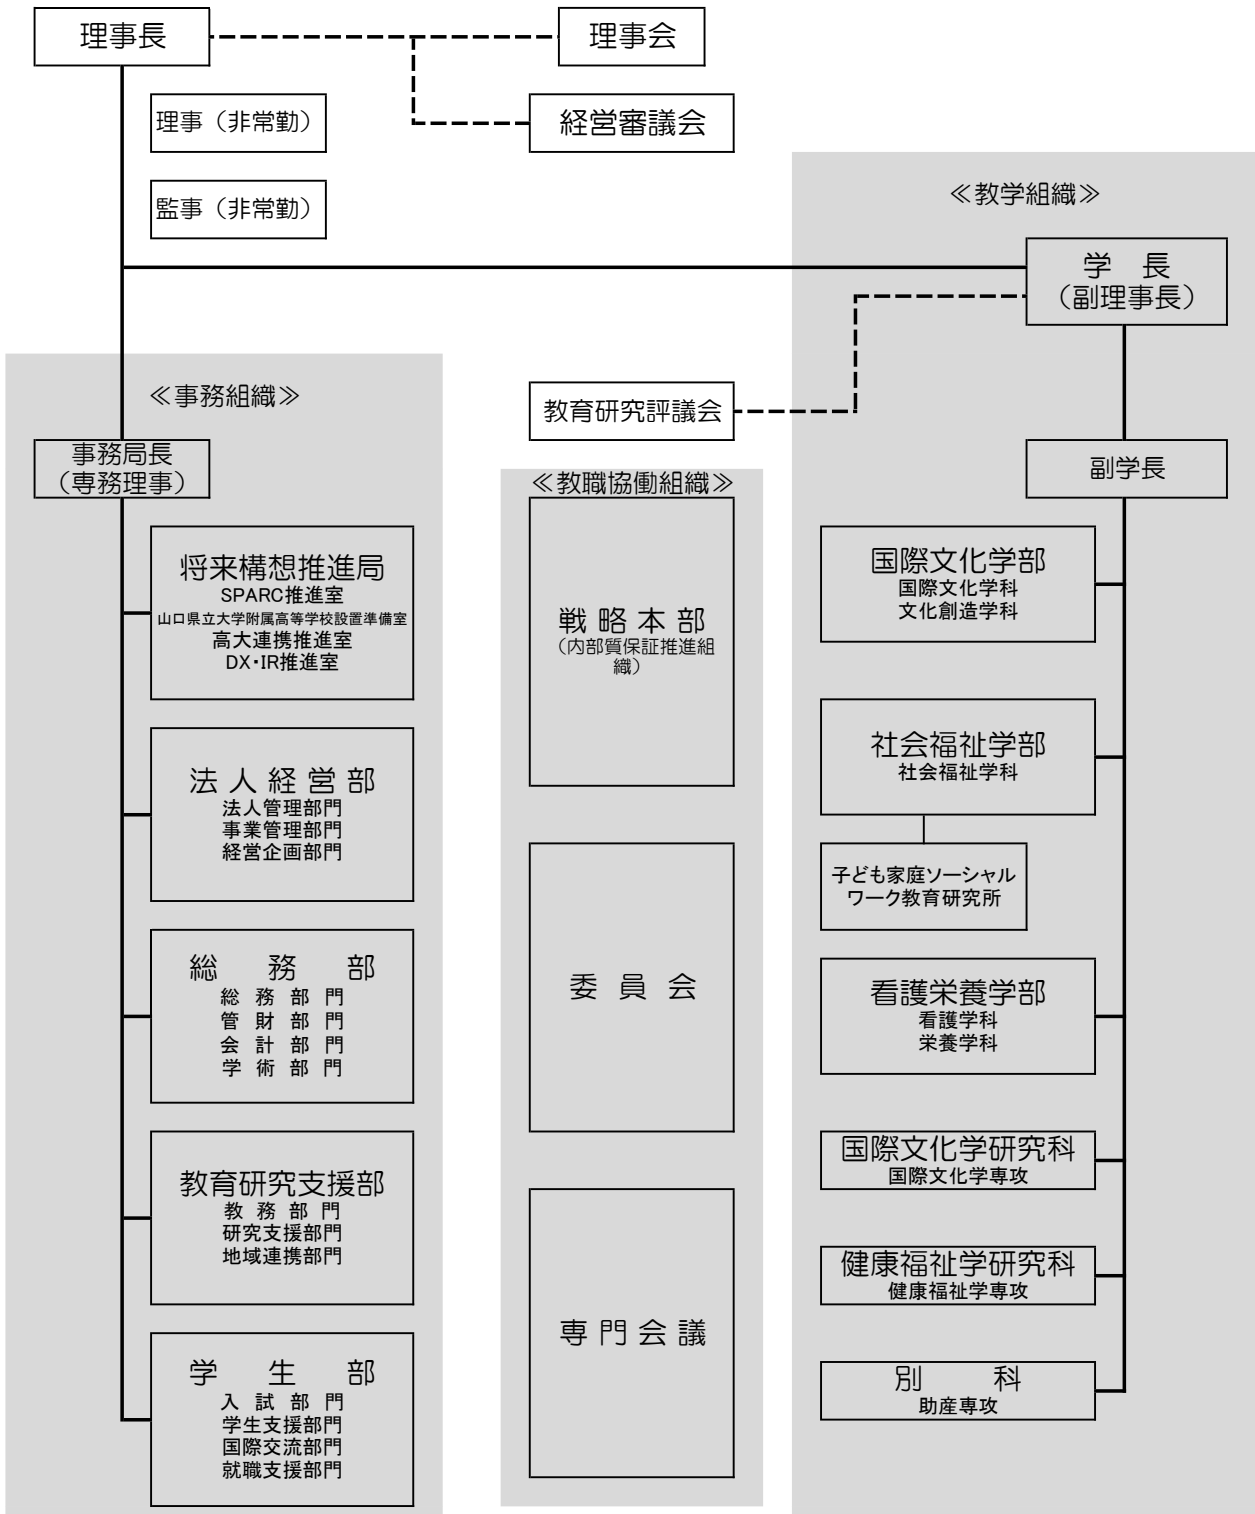 理事長
理事会
理事（非常勤）
経営審議会
監事（非常勤）
≪教学組織≫
学　長
（副理事長）
≪事務組織≫
教育研究評議会
事務局長
（専務理事）
副学長
将来構想推進局
SPARC推進室
山口県立大学附属高等学校設置準備室
高大連携推進室
DX・IR推進室
法 人 経 営 部
法人管理部門
事業管理部門
経営企画部門
総　務　部
総 務 部 門
管 財 部 門
会 計 部 門
学 術 部 門
教育研究支援部
教 務 部 門
研究支援部門
地域連携部門
学　生　部
入 試 部 門
学生支援部門
国際交流部門
就職支援部門
≪教職協働組織≫
戦 略 本 部
（内部質保証推進組
織）
委 員 会
専 門 会 議
国際文化学部
国際文化学科
文化創造学科
社会福祉学部
社会福祉学科
子ども家庭ソーシャル
ワーク教育研究所
看護栄養学部
看護学科
栄養学科
国際文化学研究科
国際文化学専攻
健康福祉学研究科
健康福祉学専攻
別　　科
助産専攻